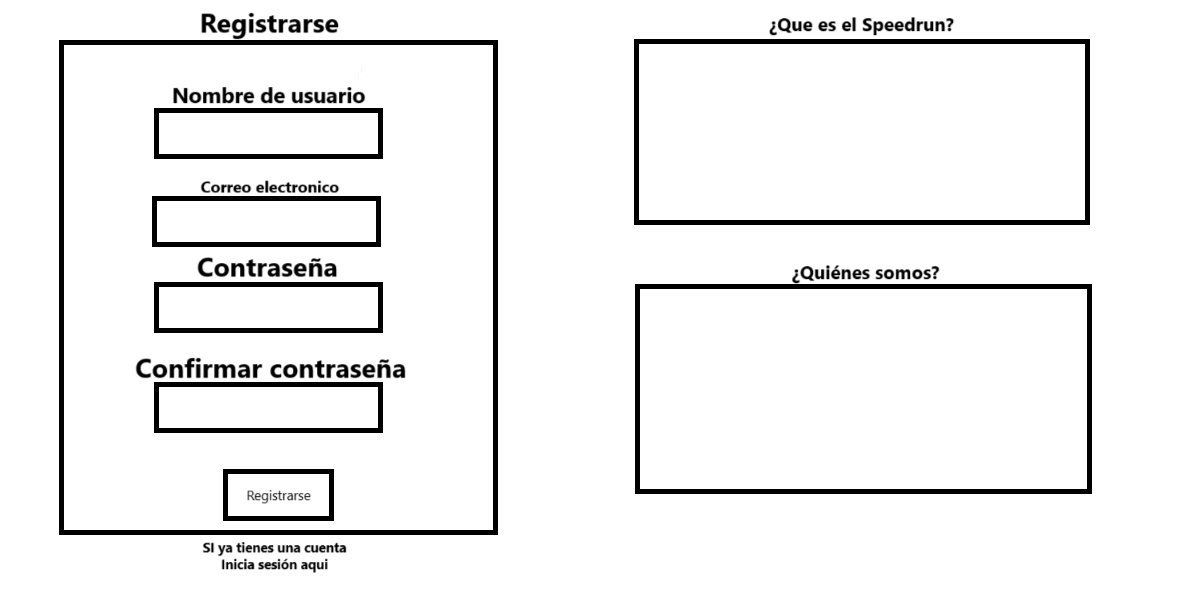 Registrarse
Nombre de usuario
Correo electronico
Contraseña
Confirmar contraseña
Registrarse
SI ya tienes una cuenta
Inicia sesión aqui
¿Que es el Speedrun?
¿Quiénes somos?